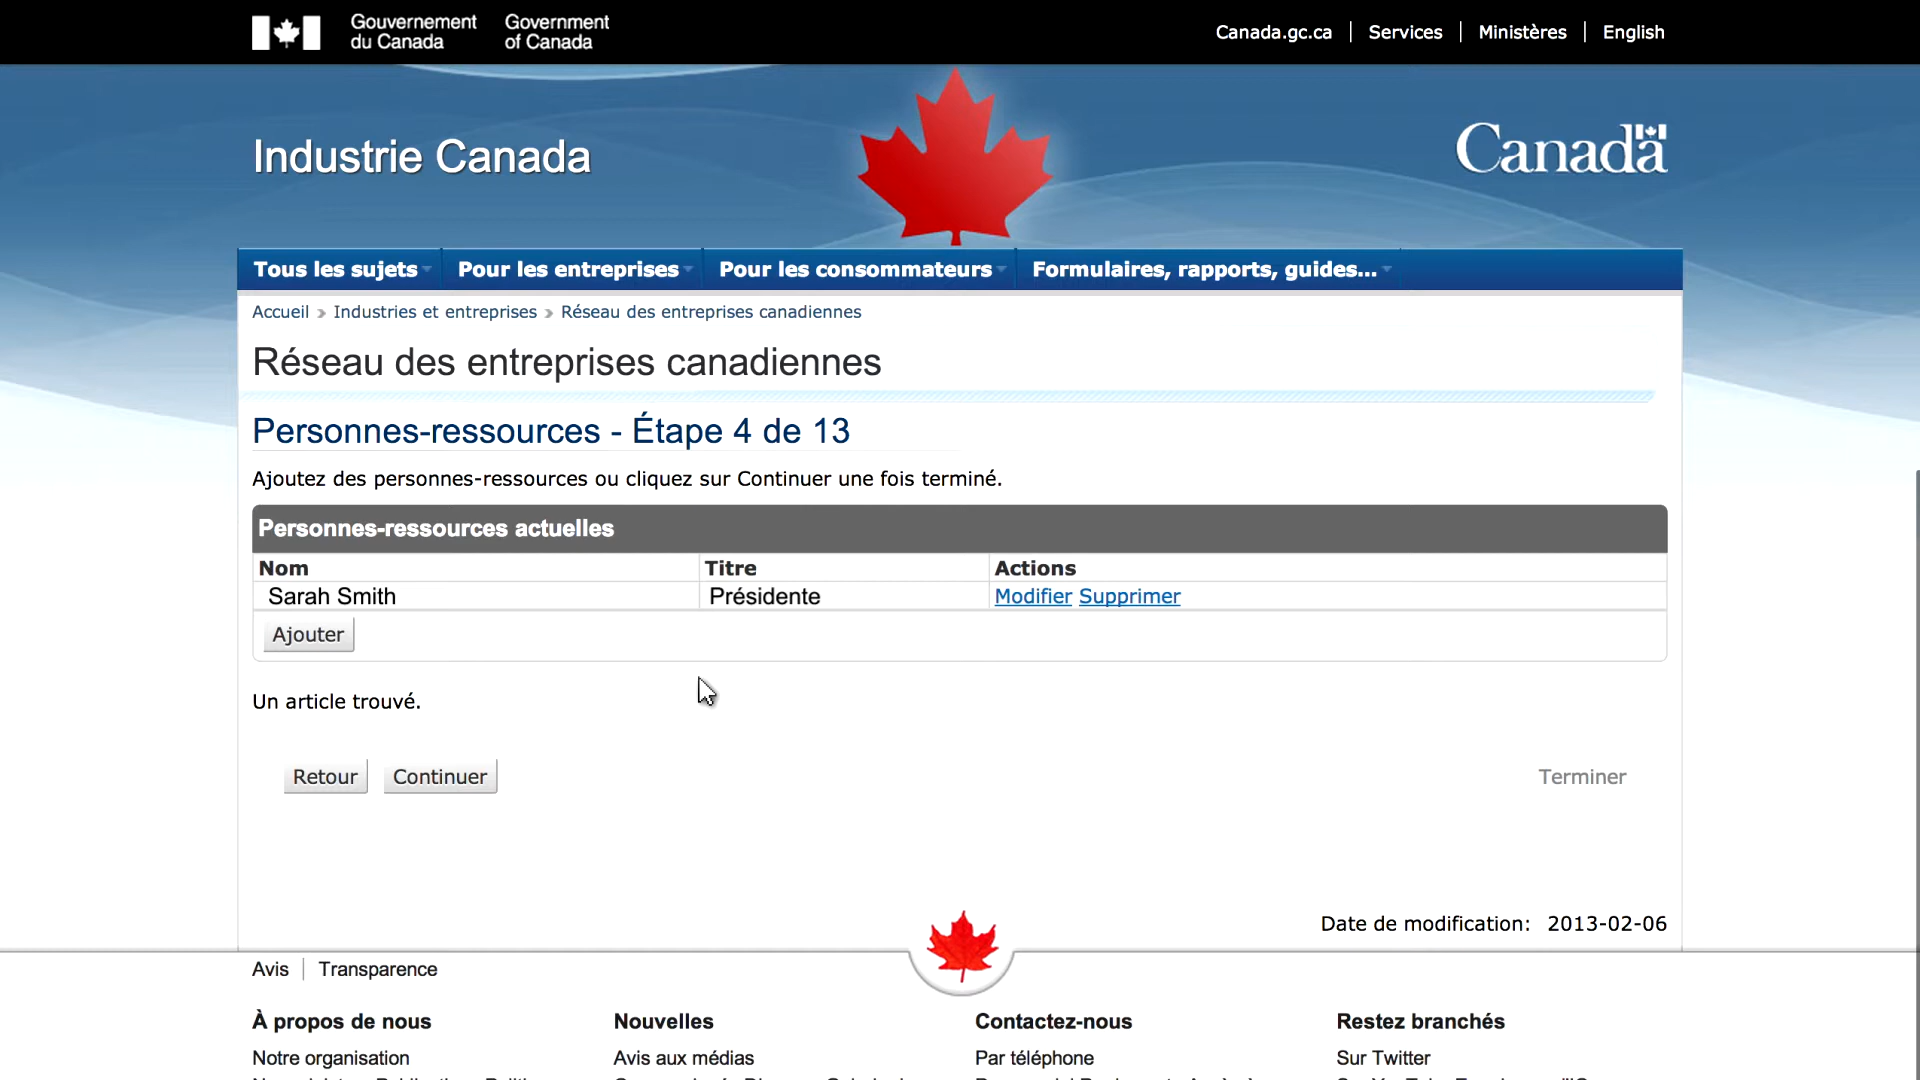 Gouvernement du Canada
Government of Canada
Canada.gc.ca
Services
Ministères
English
Industrie Canada
Canada
Tous les sujets
Pour les entreprises
Pour les consommateurs
Formulaires, rapports, guides...
Accueil
Industries et entreprises
Réseau des entreprises canadiennes
Réseau des entreprises canadiennes
Personnes-ressources - Étape 4 de 13
Ajoutez des personnes-ressources ou cliquez sur Continuer une fois terminé.
Personnes-ressources actuelles
Nom Titre Actions
Sarah Smith Présidente Modifier Supprimer
Ajouter
Un article trouvé.
Retour Continuer Terminer
Date de modification: 2013-02-06
Avis Transparence
À propos de nous Nouvelles Contactez-nous Restez branchés
Notre organisation Avis aux médias Par téléphone Sur Twitter